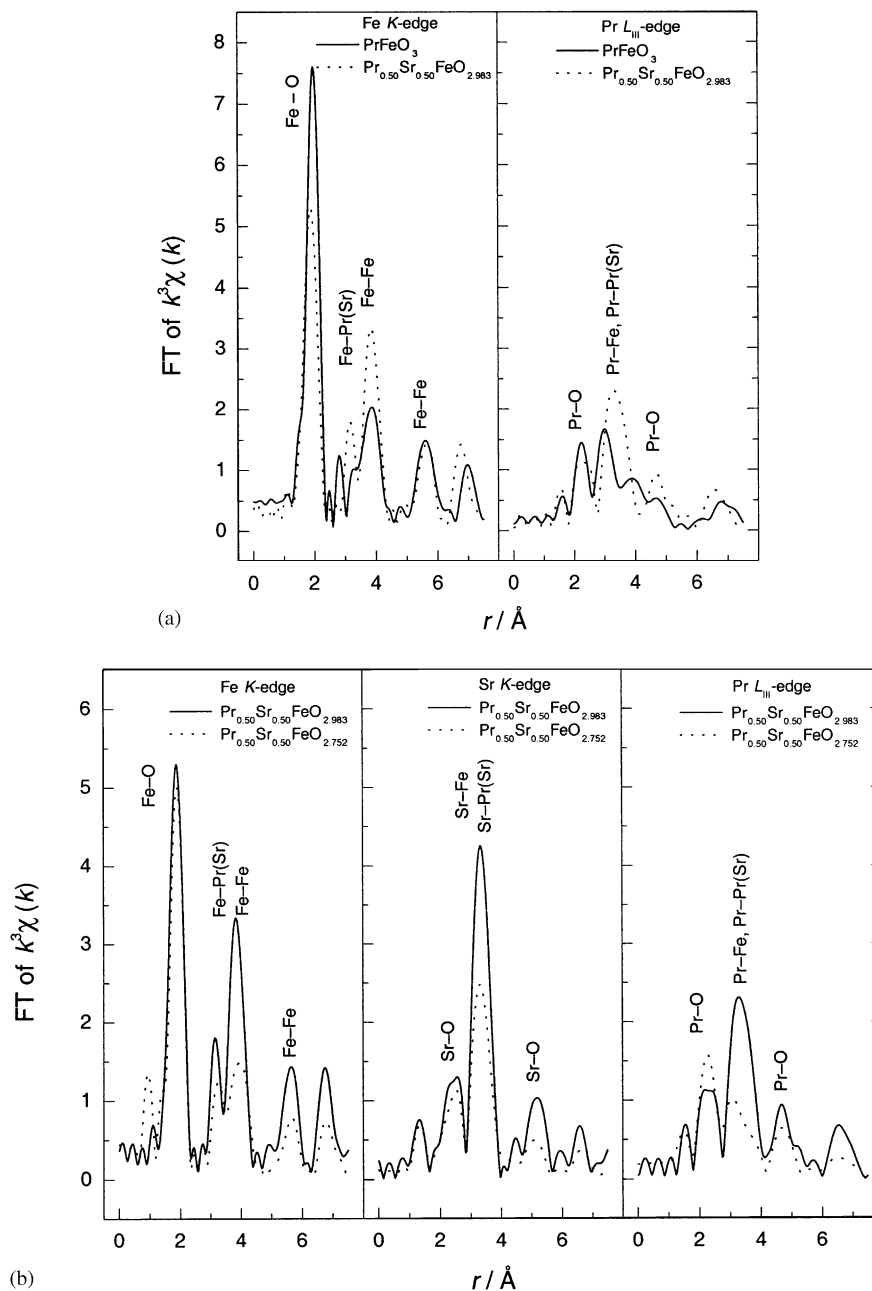 Fe K-edge
PrFeO3
Pr0.50Sr0.50FeO2.983
Pr LIII-edge
PrFeO3
Pr0.50Sr0.50FeO2.983
8
7
6
5
4
3
2
1
0
FT of k3χ(k)
Fe–O
Fe–Pr(Sr)
Fe–Fe
Fe–Fe
Pr–O
Pr–Fe, Pr–Pr(Sr)
Pr–O
0 2 4 6
0 2 4 6
(a)
r / Å
Fe K-edge
Pr0.50Sr0.50FeO2.983
Pr0.50Sr0.50FeO2.752
Sr K-edge
Pr0.50Sr0.50FeO2.983
Pr0.50Sr0.50FeO2.752
Pr LIII-edge
Pr0.50Sr0.50FeO2.983
Pr0.50Sr0.50FeO2.752
6
5
4
3
2
1
0
FT of k3χ(k)
Fe–O
Fe–Pr(Sr)
Fe–Fe
Fe–Fe
Sr–O
Sr–Fe
Sr–Pr(Sr)
Sr–O
Pr–O
Pr–Fe, Pr–Pr(Sr)
Pr–O
0 2 4 6
0 2 4 6
0 2 4 6
(b)
r / Å